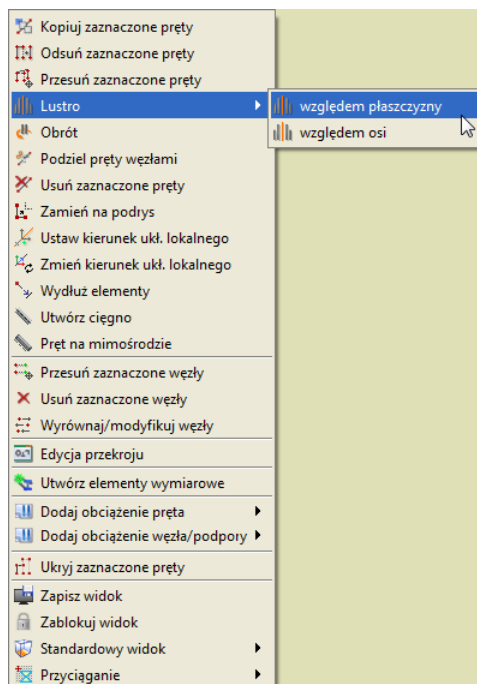 Kopiuj zaznaczone pręty
Odsuń zaznaczone pręty
Przesuń zaznaczone pręty
Lustro
względem płaszczyzny
względem osi
Obrót
Podziel pręty węzłami
Usuń zaznaczone pręty
Zamień na podrys
Ustaw kierunek ukł. lokalnego
Zmień kierunek ukł. lokalnego
Wydłuż elementy
Utwórz cięgno
Pręt na mimośrodzie
Przesuń zaznaczone węzły
Usuń zaznaczone węzły
Wyrównaj/modyfikuj węzły
Edycja przekroju
Utwórz elementy wymiarowe
Dodaj obciążenie pręta
Dodaj obciążenie węzła/podpory
Ukryj zaznaczone pręty
Zapisz widok
Zablokuj widok
Standardowy widok
Przyciąganie